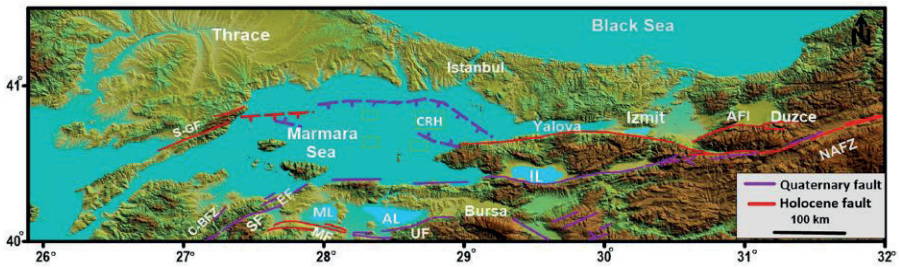 Black Sea
N
Thrace
Istanbul
41
S-GF
CRH
Marmara
Sea
Yalova
Izmit
AFI
Duzce
NAFZ
IL
Quaternary fault
Holocene fault
100 km
C-BFZ
SF
EF
ML
AL
Bursa
MF
UF
40
26
27
28
29
30
31
32